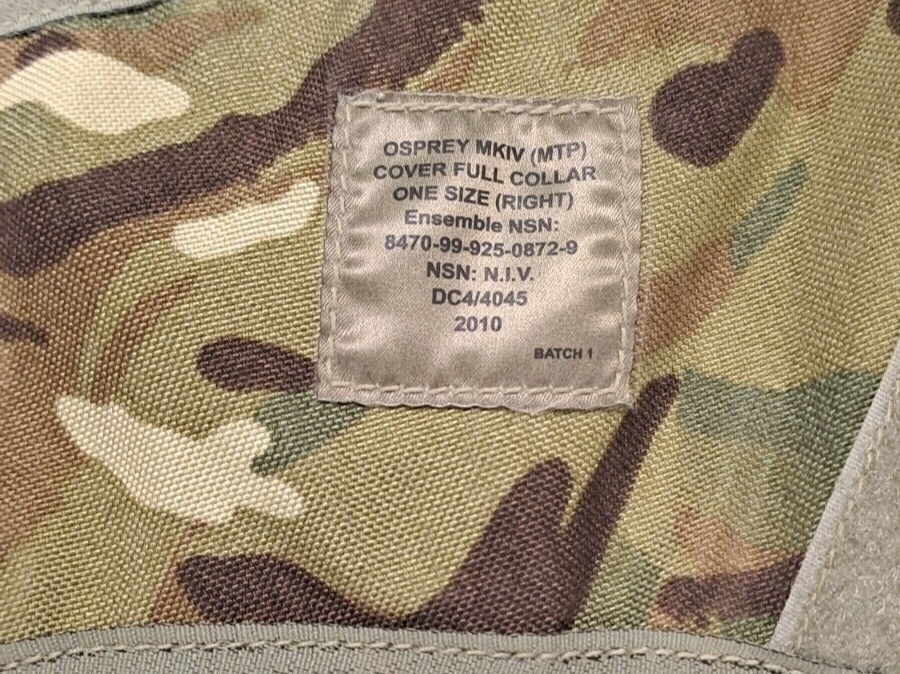 OSPREY MKIV (MTP)
COVER FULL COLLAR
ONE SIZE (RIGHT)
Ensemble NSN:
8470-99-925-0872-9
NSN: N.I.V.
DC4/4045
2010
BATCH 1